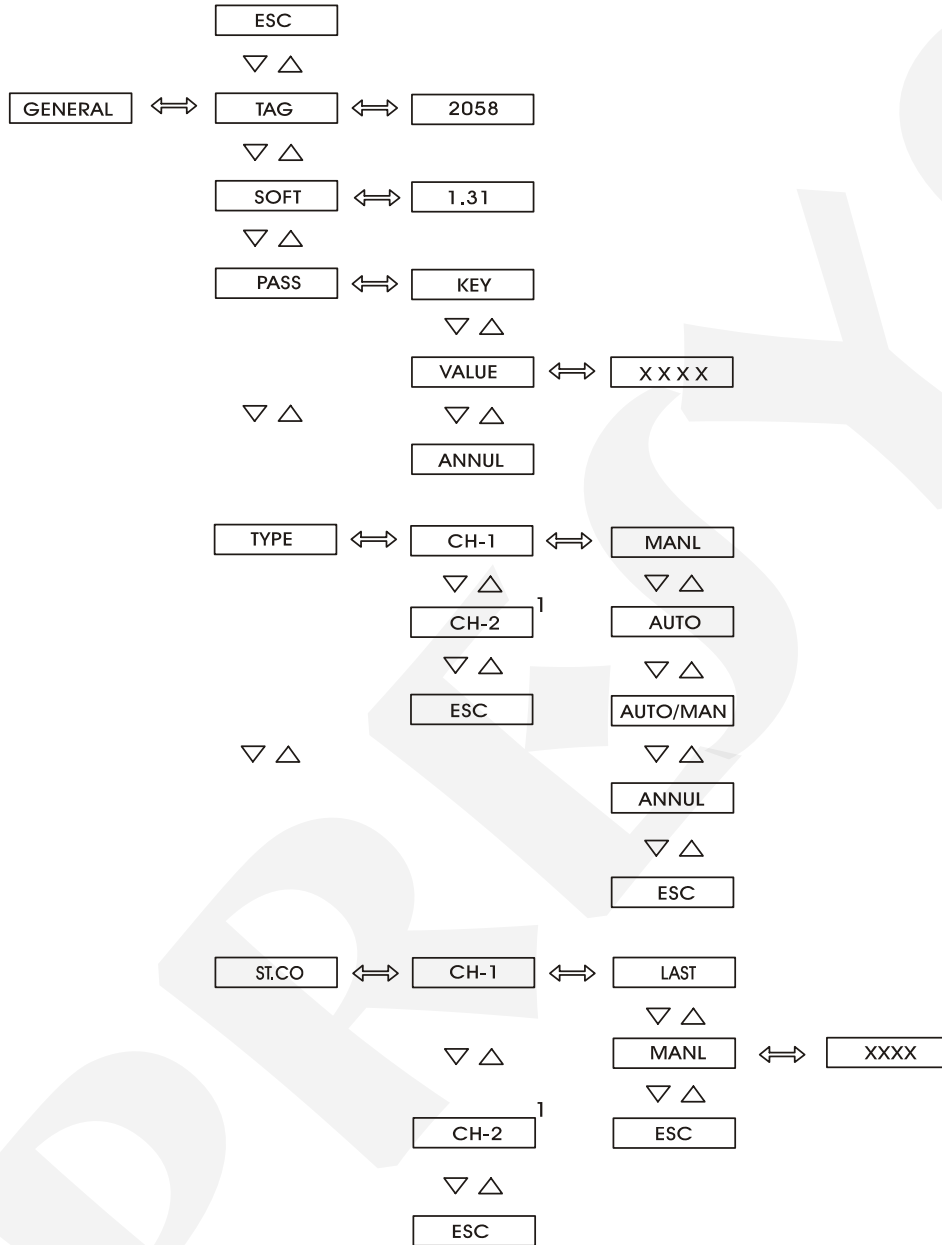 ESC
GENERAL TAG 2058
SOFT 1.31
PASS KEY
VALUE X X X X
ANNUL
TYPE CH-1 MANL
CH-2 1 AUTO
ESC AUTO/MAN
ANNUL
ESC
ST.CO CH-1 LAST
MANL XXXX
CH-2 1 ESC
ESC
PRESYS